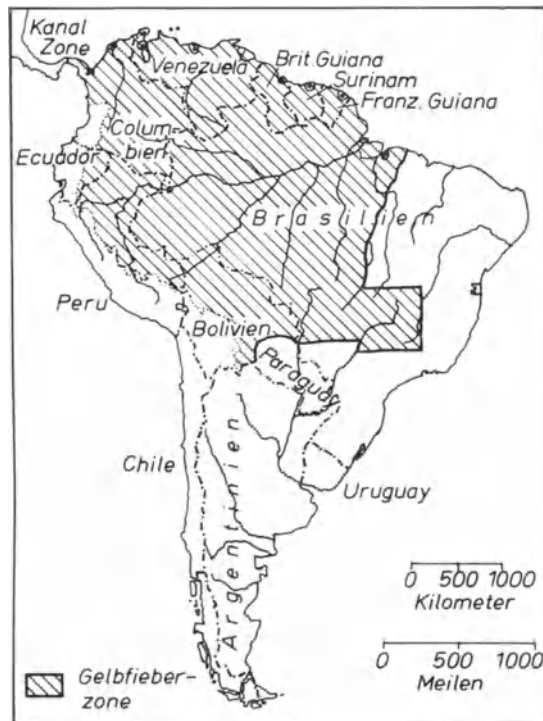 Kanal
Zone
Venezuela
Brit. Guiana
Surinam
Franz. Guiana
Colum-
bien
Ecuador
Brasilien
Peru
Bolivien
Paraguay
Chile
Argentinien
Uruguay
0 500 1000
Kilometer
0 500 1000
Meilen
Gelbfieber-
zone